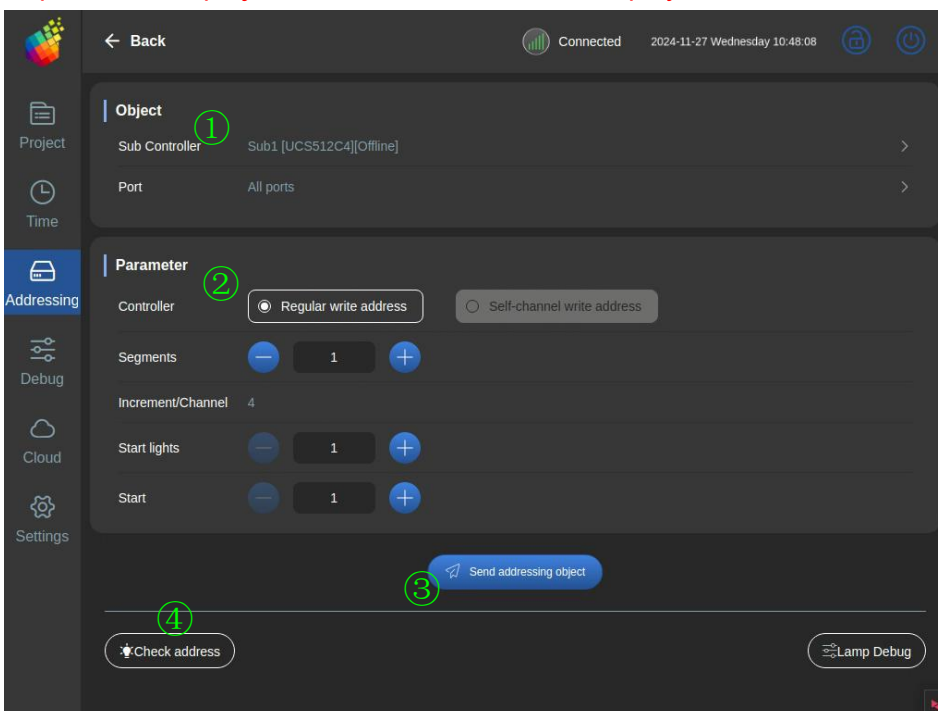 ← Back
Connected
2024-11-27 Wednesday 10:48:08
Object
①
Sub Controller
Sub1 [UCS512C4][Offline]
Port
All ports
Project
Time
Addressing
Debug
Cloud
Settings
Parameter
②
Controller
Regular write address
Self-channel write address
Segments
1
Increment/Channel
4
Start lights
1
Start
1
③
Send addressing object
④
Check address
Lamp Debug